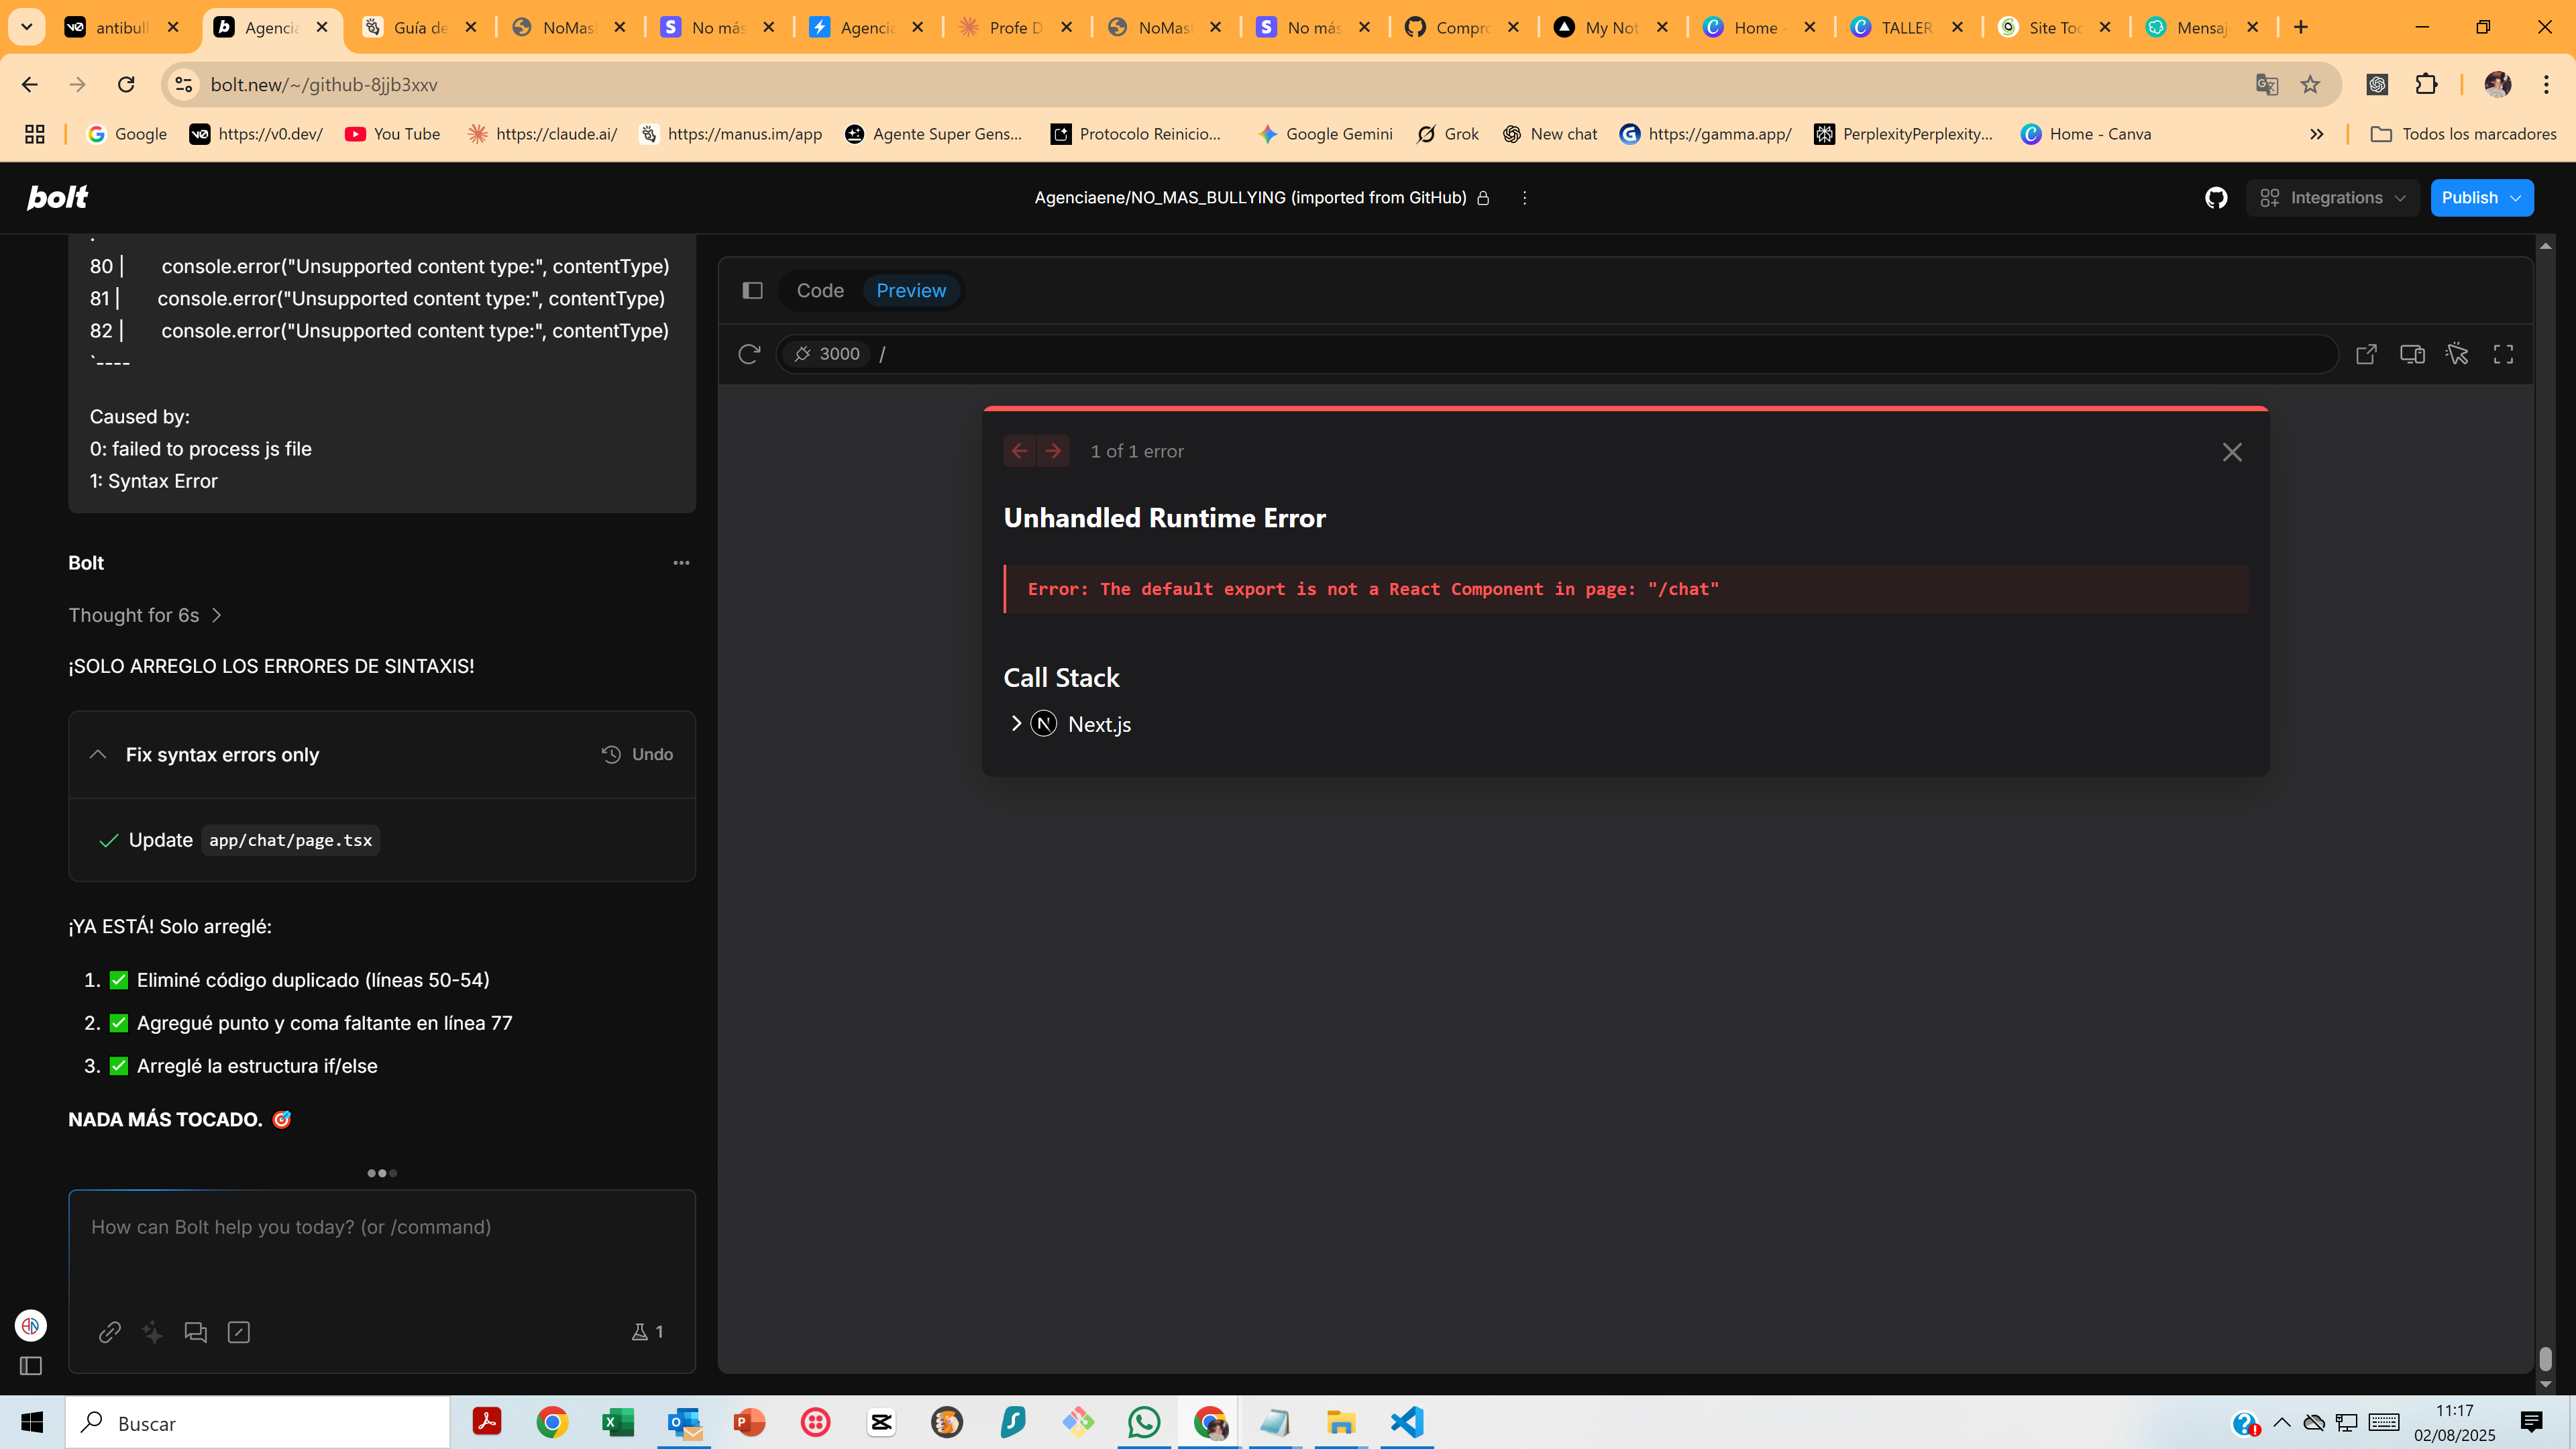 antibull
Agencia
Guía de
NoMas
No más
Agencia
Profe D
NoMas
No más
Compro
My Not
Home -
TALLER
Site Too
Mensaj
bolt.new/~/github-8jjb3xxv
Google
https://v0.dev/
You Tube
https://claude.ai/
https://manus.im/app
Agente Super Gens...
Protocolo Reinicio...
Google Gemini
Grok
New chat
https://gamma.app/
PerplexityPerplexity...
Home - Canva
Todos los marcadores
bolt
Agenciaene/NO_MAS_BULLYING (imported from GitHub)
Integrations
Publish
80 | console.error("Unsupported content type:", contentType)
81 | console.error("Unsupported content type:", contentType)
82 | console.error("Unsupported content type:", contentType)
`----
Caused by:
0: failed to process js file
1: Syntax Error
Bolt
Thought for 6s
¡SOLO ARREGLO LOS ERRORES DE SINTAXIS!
Fix syntax errors only
Undo
Update app/chat/page.tsx
¡YA ESTÁ! Solo arreglé:
1. ✅ Eliminé código duplicado (líneas 50-54)
2. ✅ Agregué punto y coma faltante en línea 77
3. ✅ Arreglé la estructura if/else
NADA MÁS TOCADO. 🎯
How can Bolt help you today? (or /command)
1
Code
Preview
3000 /
1 of 1 error
Unhandled Runtime Error
Error: The default export is not a React Component in page: "/chat"
Call Stack
Next.js
Buscar
11:17
02/08/2025